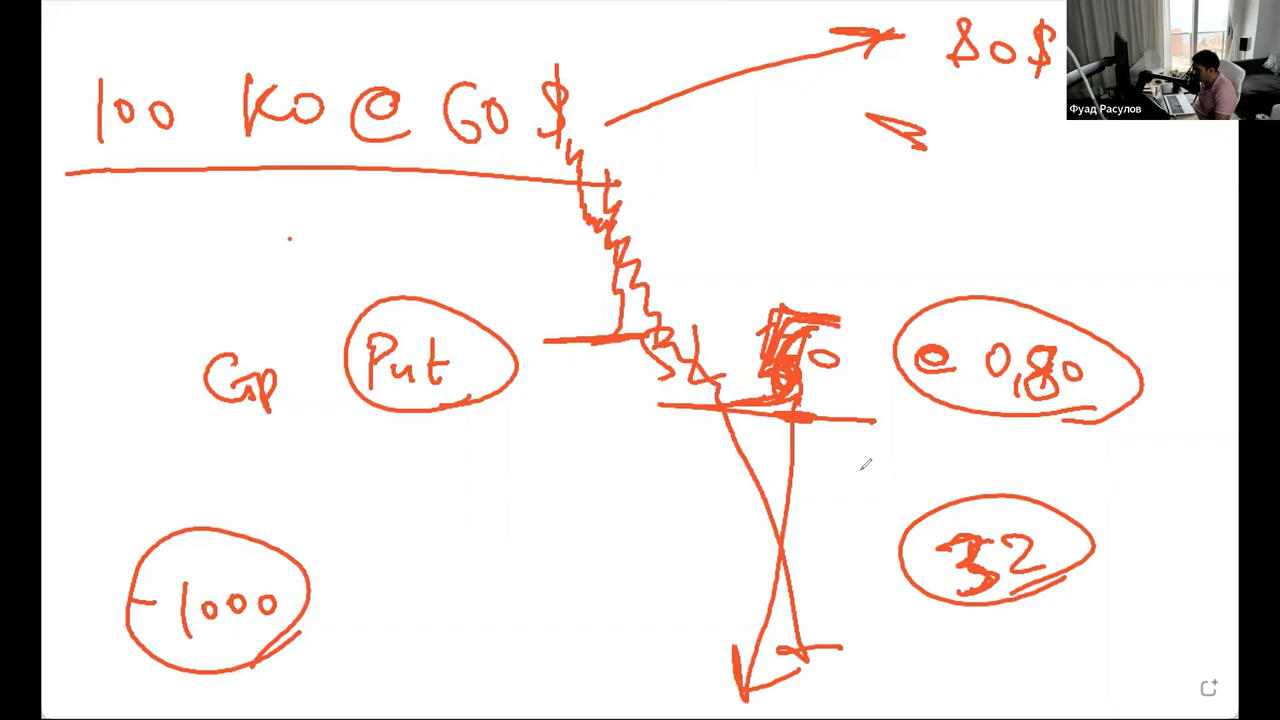 100 KO @ 60 $
80 $
Фуад Расулов
Put
@ 0,80
32
- 1000